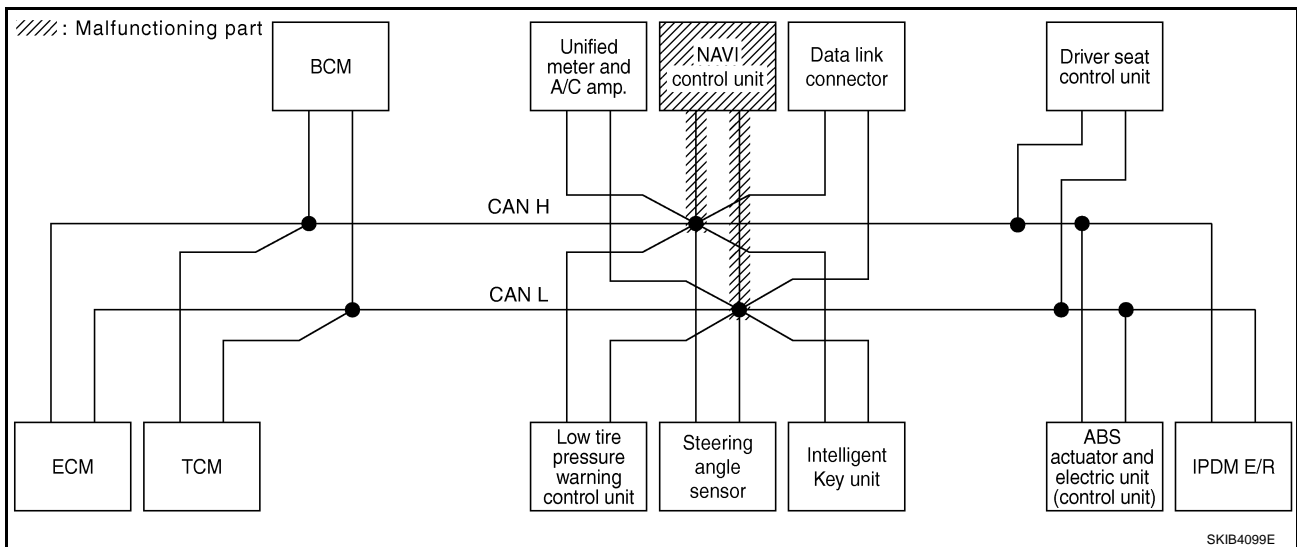 : Malfunctioning part
BCM
Unified
meter and
A/C amp.
NAVI
control unit
Data link
connector
Driver seat
control unit
CAN H
CAN L
ECM
TCM
Low tire
pressure
warning
control unit
Steering
angle
sensor
Intelligent
Key unit
ABS
actuator and
electric unit
(control unit)
IPDM E/R
SKIB4099E